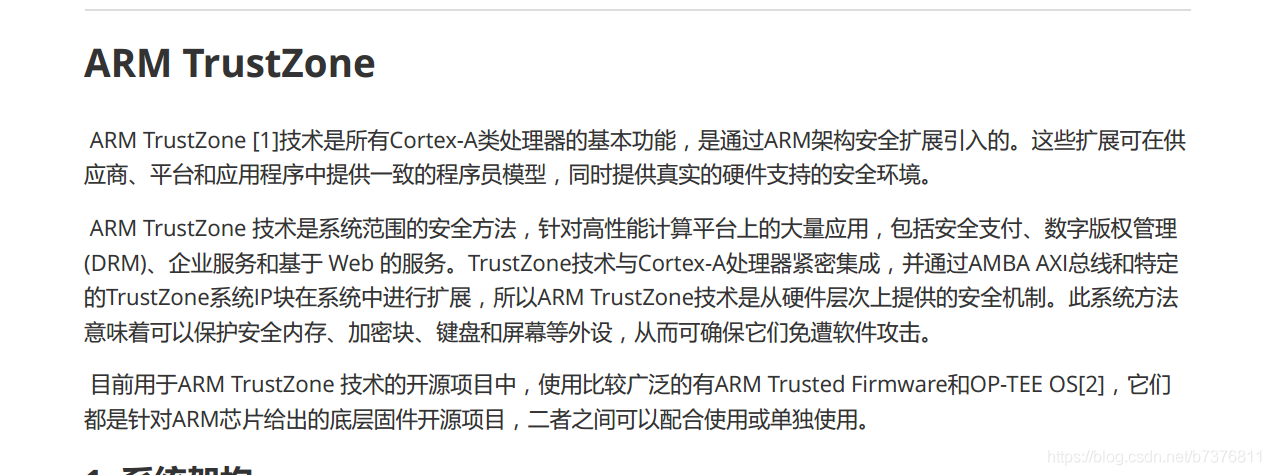 ARM TrustZone
ARM TrustZone [1]技术是所有Cortex-A类处理器的基本功能，是通过ARM架构安全扩展引入的。这些扩展可在供
应商、平台和应用程序中提供一致的程序员模型，同时提供真实的硬件支持的安全环境。
ARM TrustZone 技术是系统范围的安全方法，针对高性能计算平台上的大量应用，包括安全支付、数字版权管理
(DRM)、企业服务和基于 Web 的服务。TrustZone技术与Cortex-A处理器紧密集成，并通过AMBA AXI总线和特定
的TrustZone系统IP块在系统中进行扩展，所以ARM TrustZone技术是从硬件层次上提供的安全机制。此系统方法
意味着可以保护安全内存、加密块、键盘和屏幕等外设，从而可确保它们免遭软件攻击。
目前用于ARM TrustZone 技术的开源项目中，使用比较广泛的有ARM Trusted Firmware和OP-TEE OS[2]，它们
都是针对ARM芯片给出的底层固件开源项目，二者之间可以配合使用或单独使用。
1. 系统架构
https://blog.csdn.net/b7376811